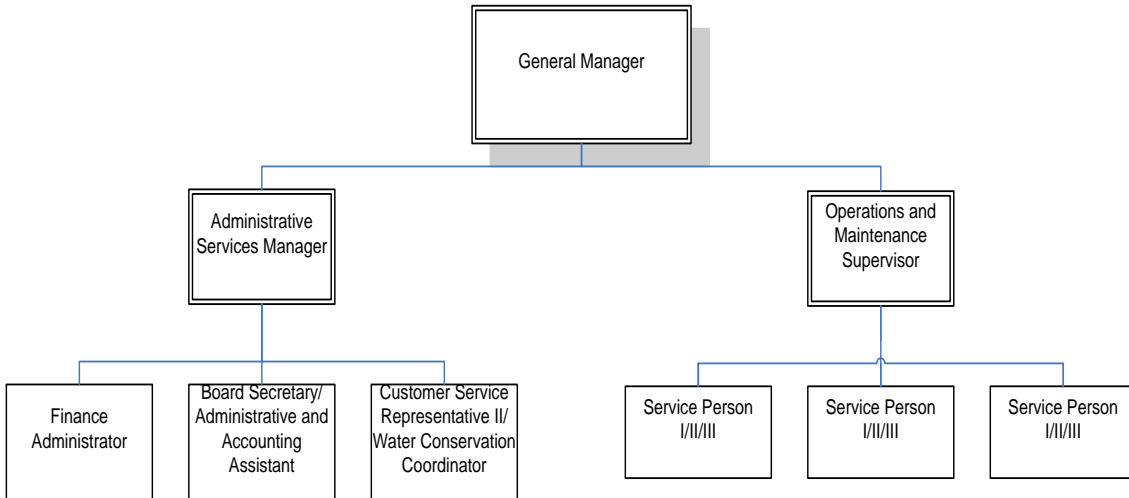 General Manager
Administrative
Services Manager
Operations and
Maintenance
Supervisor
Finance
Administrator
Board Secretary/
Administrative and
Accounting
Assistant
Customer Service
Representative II/
Water Conservation
Coordinator
Service Person
I/II/III
Service Person
I/II/III
Service Person
I/II/III